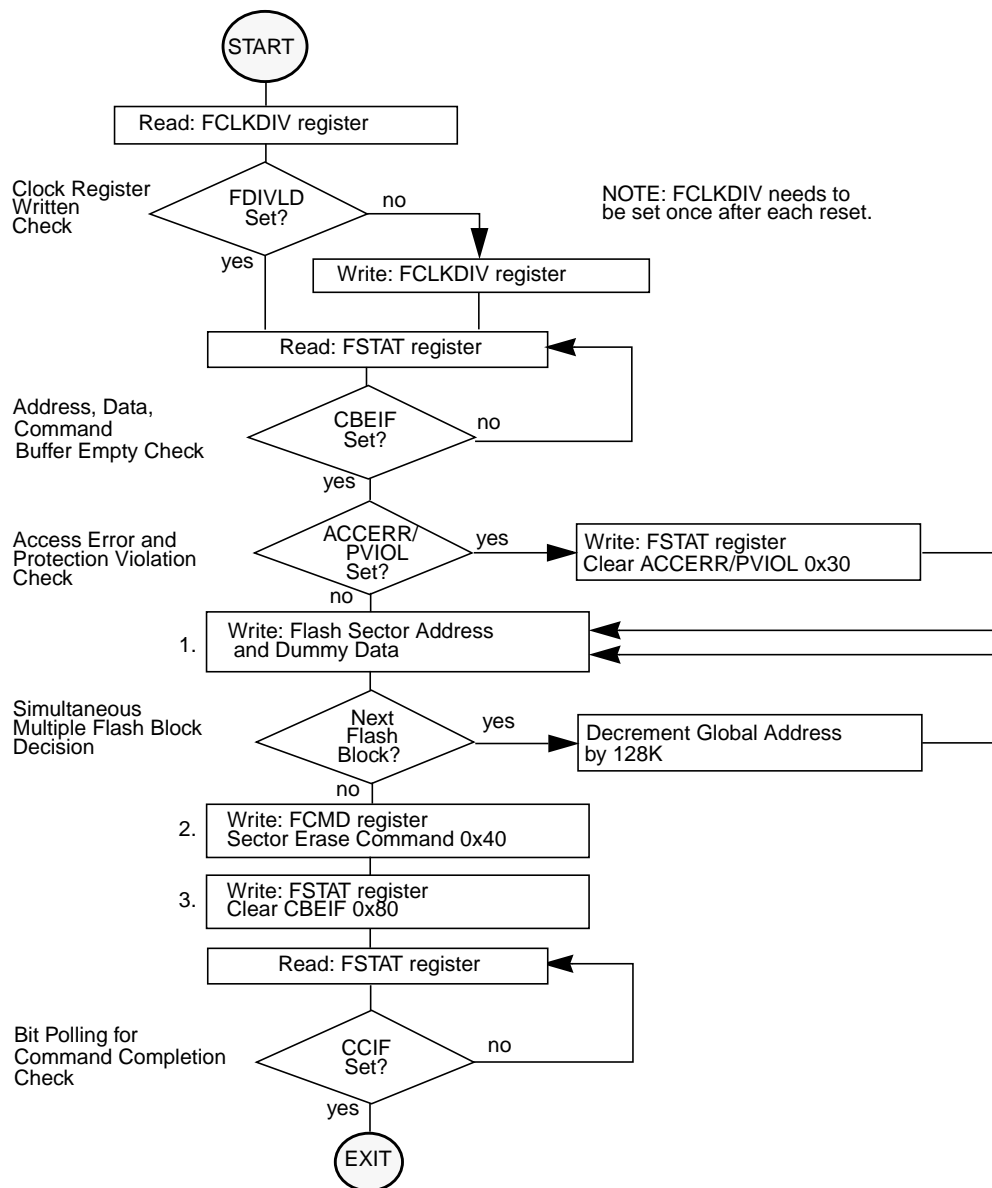 START
Read: FCLKDIV register
Clock Register
Written
Check
FDIVLD
Set?
no
yes
NOTE: FCLKDIV needs to
be set once after each reset.
Write: FCLKDIV register
Read: FSTAT register
Address, Data,
Command
Buffer Empty Check
CBEIF
Set?
no
yes
Access Error and
Protection Violation
Check
ACCERR/
PVIOL
Set?
yes
no
Write: FSTAT register
Clear ACCERR/PVIOL 0x30
1.
Write: Flash Sector Address
and Dummy Data
Simultaneous
Multiple Flash Block
Decision
Next
Flash
Block?
yes
no
Decrement Global Address
by 128K
2.
Write: FCMD register
Sector Erase Command 0x40
3.
Write: FSTAT register
Clear CBEIF 0x80
Read: FSTAT register
Bit Polling for
Command Completion
Check
CCIF
Set?
no
yes
EXIT